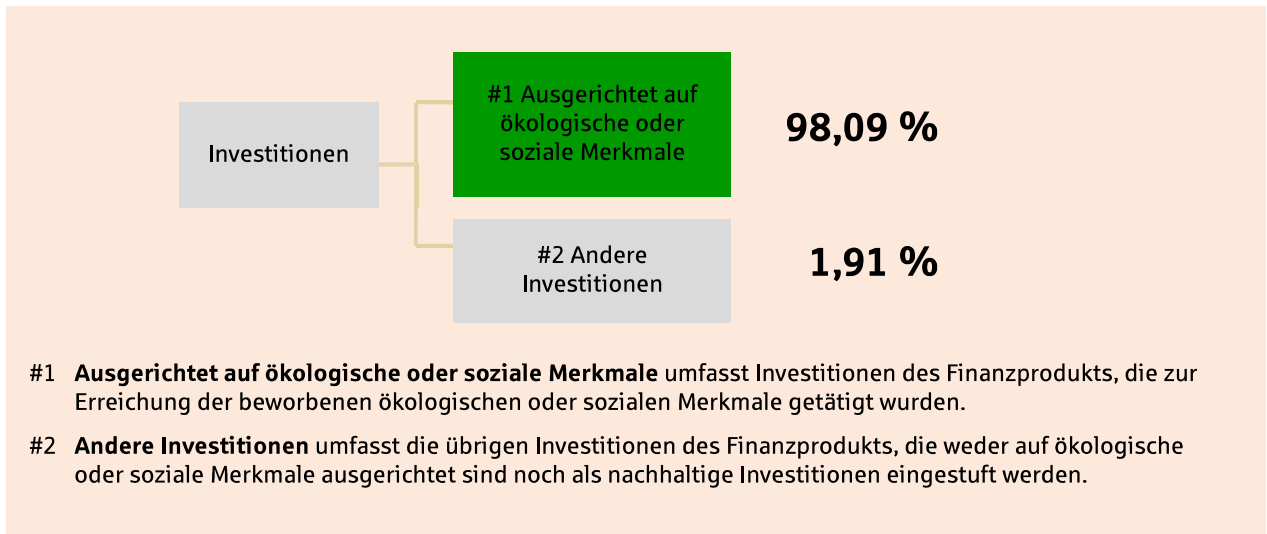 #1 Ausgerichtet auf
ökologische oder
soziale Merkmale
98,09 %
Investitionen
#2 Andere
Investitionen
1,91 %
#1 Ausgerichtet auf ökologische oder soziale Merkmale umfasst Investitionen des Finanzprodukts, die zur
Erreichung der beworbenen ökologischen oder sozialen Merkmale getätigt wurden.
#2 Andere Investitionen umfasst die übrigen Investitionen des Finanzprodukts, die weder auf ökologische
oder soziale Merkmale ausgerichtet sind noch als nachhaltige Investitionen eingestuft werden.